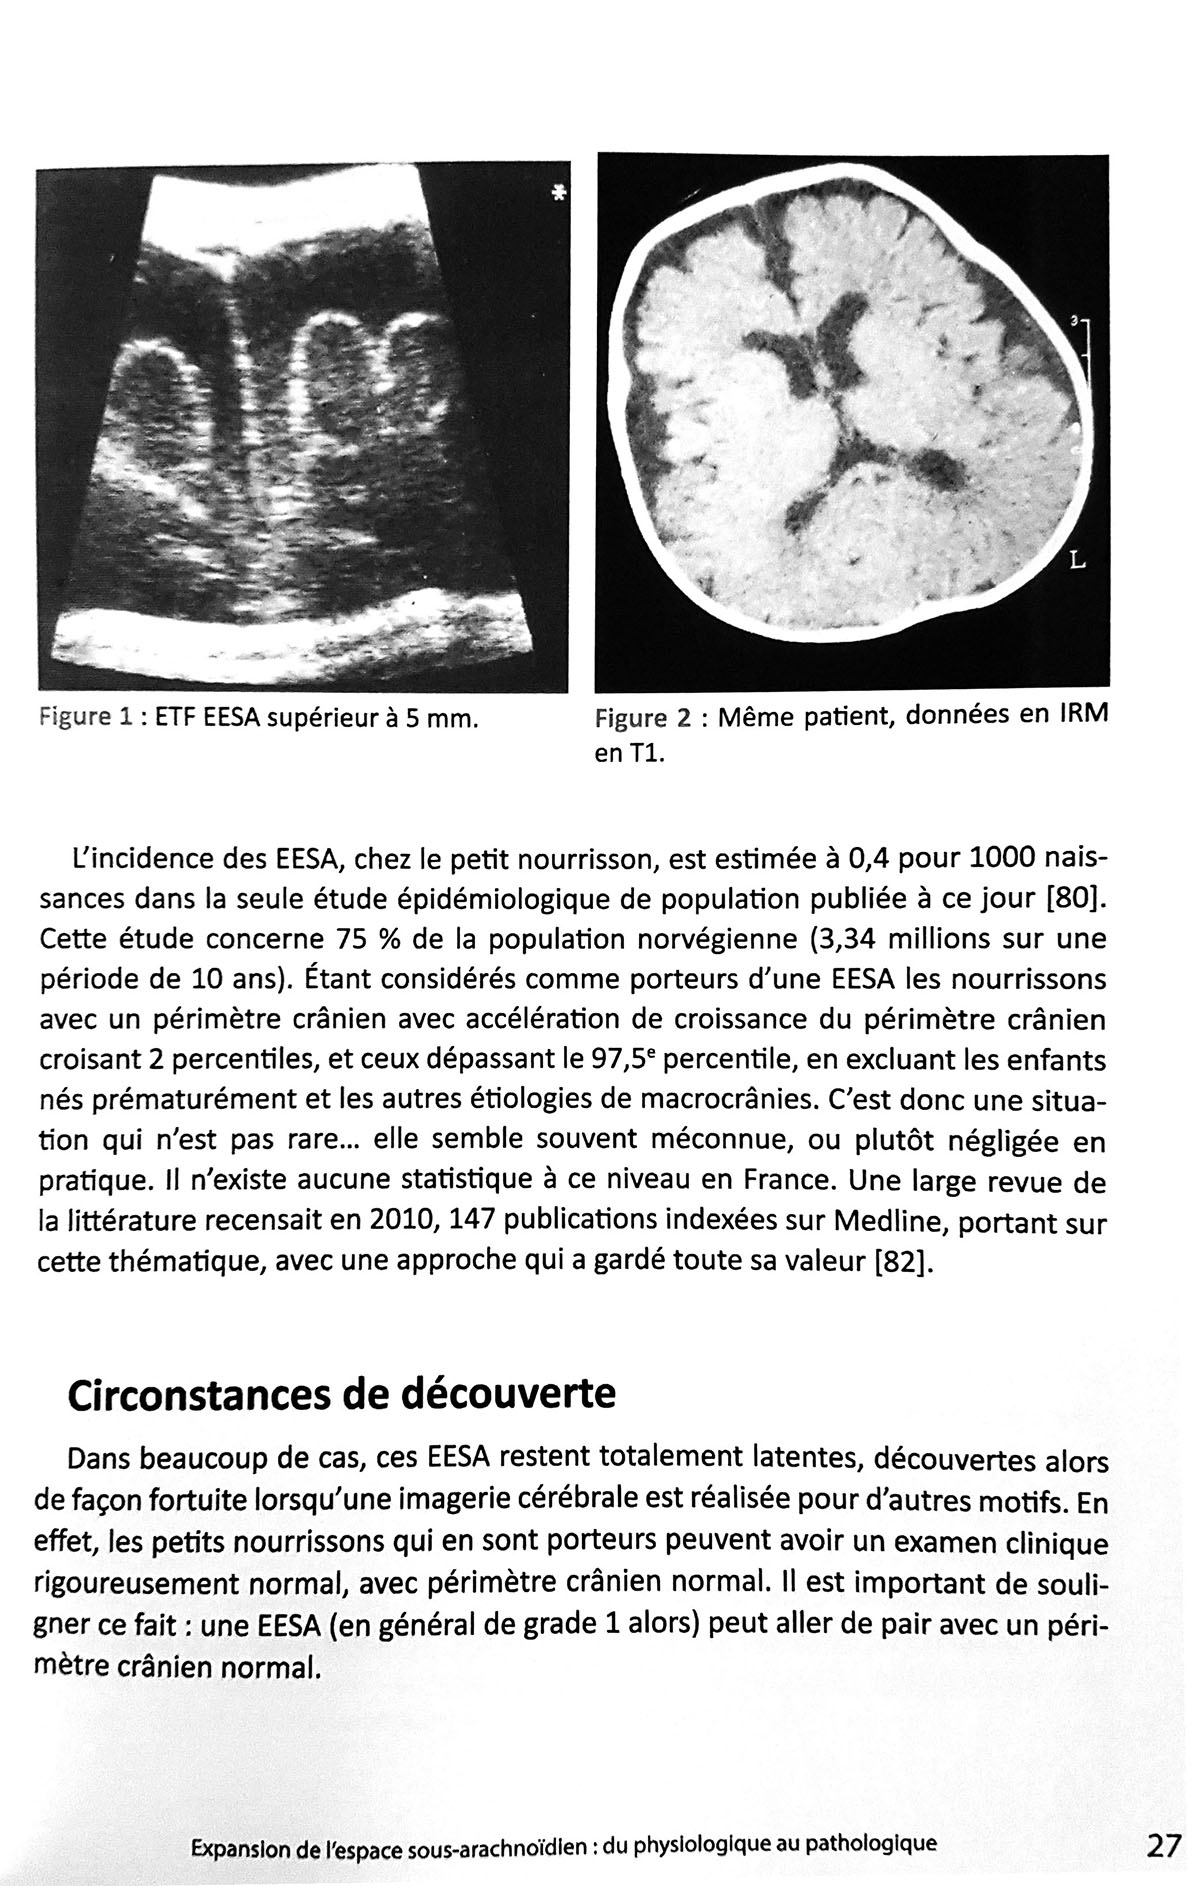 *
3
L
Figure 1 : ETF EESA supérieur à 5 mm.
Figure 2 : Même patient, données en IRM
en T1.
L'incidence des EESA, chez le petit nourrisson, est estimée à 0,4 pour 1000 nais-
sances dans la seule étude épidémiologique de population publiée à ce jour [80].
Cette étude concerne 75 % de la population norvégienne (3,34 millions sur une
période de 10 ans). Étant considérés comme porteurs d'une EESA les nourrissons
avec un périmètre crânien avec accélération de croissance du périmètre crânien
croisant 2 percentiles, et ceux dépassant le 97,5e percentile, en excluant les enfants
nés prématurément et les autres étiologies de macrocrânies. C'est donc une situa-
tion qui n'est pas rare... elle semble souvent méconnue, ou plutôt négligée en
pratique. Il n'existe aucune statistique à ce niveau en France. Une large revue de
la littérature recensait en 2010, 147 publications indexées sur Medline, portant sur
cette thématique, avec une approche qui a gardé toute sa valeur [82].
Circonstances de découverte
Dans beaucoup de cas, ces EESA restent totalement latentes, découvertes alors
de façon fortuite lorsqu'une imagerie cérébrale est réalisée pour d'autres motifs. En
effet, les petits nourrissons qui en sont porteurs peuvent avoir un examen clinique
rigoureusement normal, avec périmètre crânien normal. Il est important de souli-
gner ce fait : une EESA (en général de grade 1 alors) peut aller de pair avec un péri-
mètre crânien normal.
Expansion de l'espace sous-arachnoïdien : du physiologique au pathologique
27